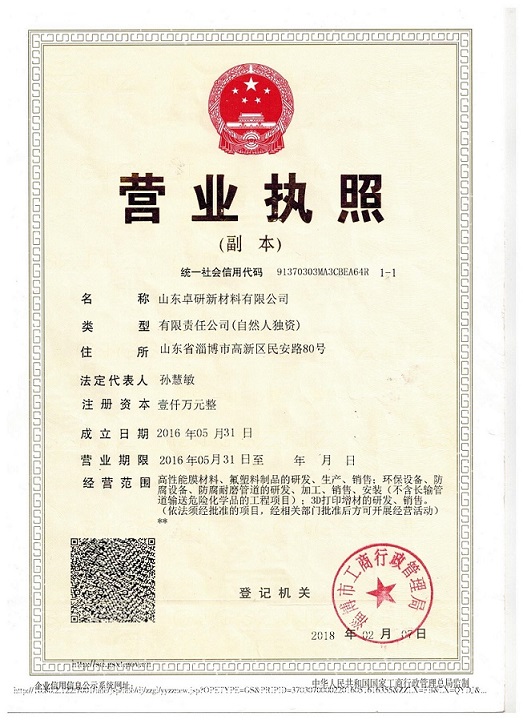 营业执照
(副 本)
统一社会信用代码 91370303MA3CBEA64R 1-1
名 称 山东卓研新材料有限公司
类 型 有限责任公司(自然人独资)
住 所 山东省淄博市高新区民安路80号
法定代表人 孙慧敏
注册资本 壹仟万元整
成立日期 2016年05月31日
营业期限 2016年05月31日至 年 月 日
经营范围 高性能膜材料、氟塑料制品的研发、生产、销售；环保设备、防
腐设备、防腐耐磨管道的研发、加工、销售、安装（不含长输管
道输送危险化学品的工程项目）；3D打印增材的研发、销售。
（依法须经批准的项目，经相关部门批准后方可开展经营活动）
**
登记机关
淄博市工商行政管理局
2018 年 02 月 07日
企业信用信息公示系统网址：
中华人民共和国国家工商行政管理总局监制